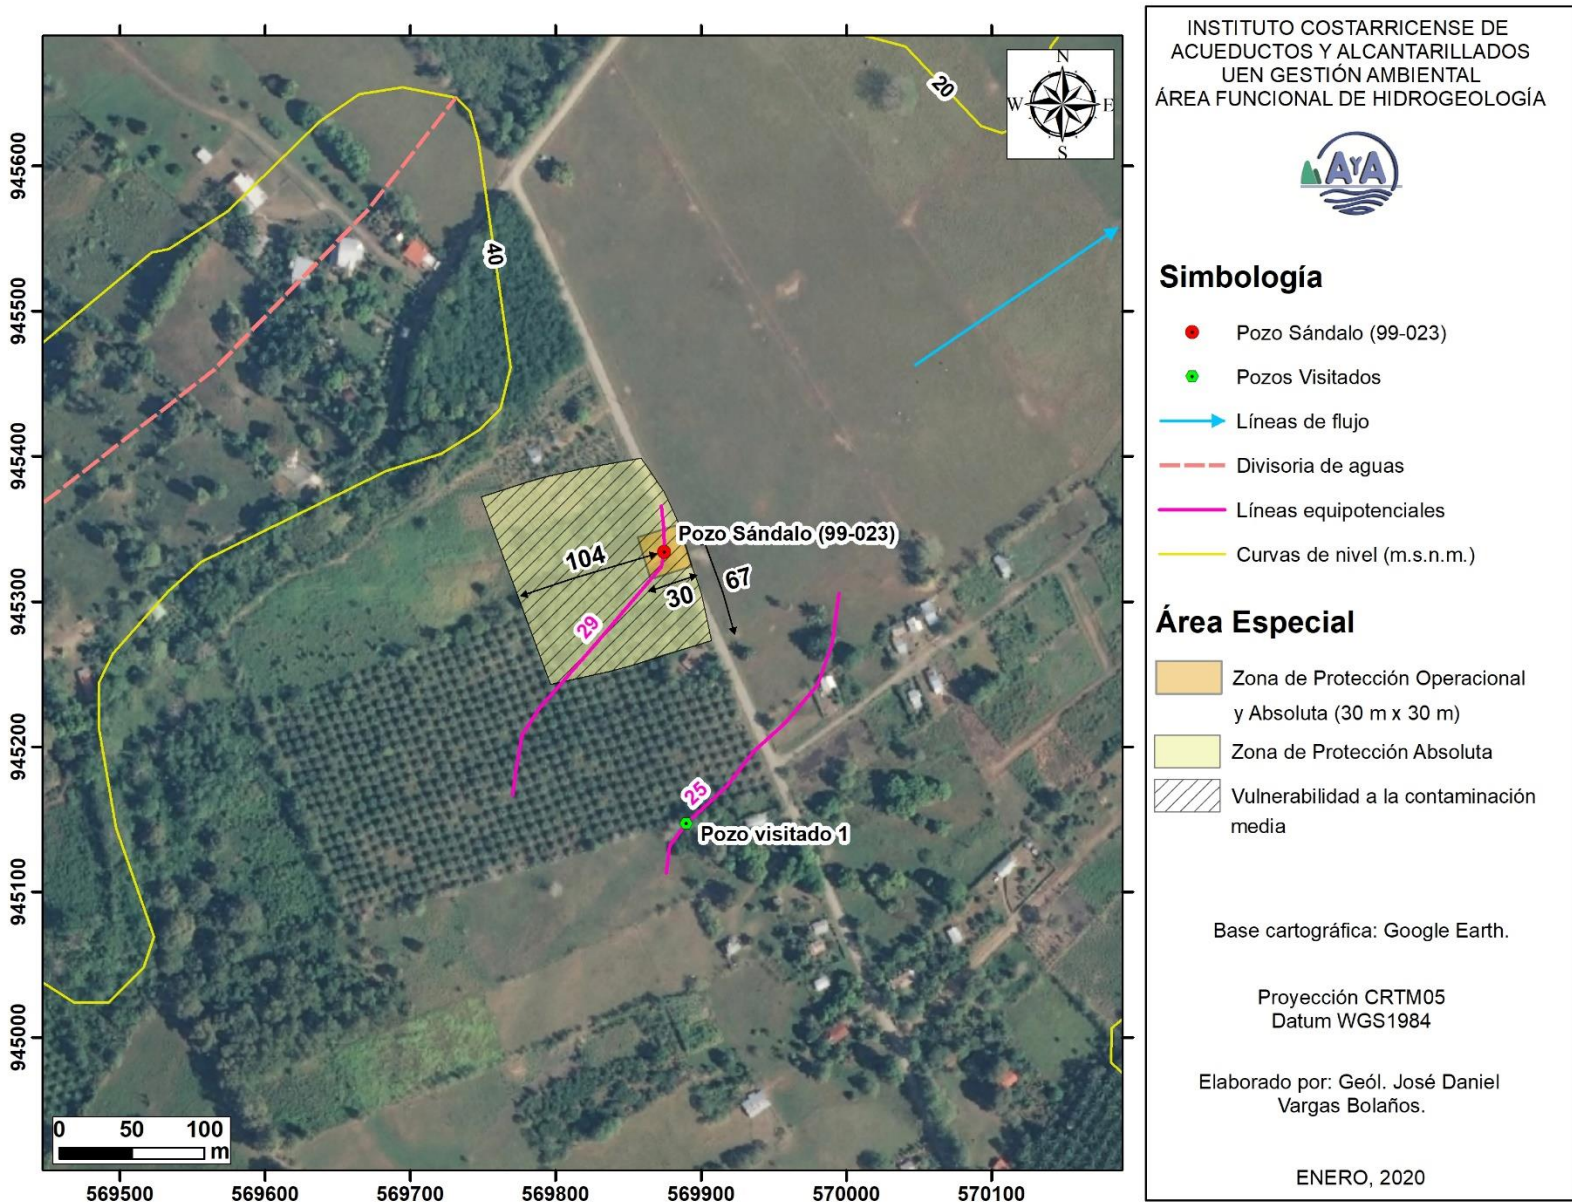 INSTITUTO COSTARRICENSE DE
ACUEDUCTOS Y ALCANTARILLADOS
UEN GESTIÓN AMBIENTAL
ÁREA FUNCIONAL DE HIDROGEOLOGÍA
AYA
Simbología
Pozo Sándalo (99-023)
Pozos Visitados
Líneas de flujo
Divisoria de aguas
Líneas equipotenciales
Curvas de nivel (m.s.n.m.)
Área Especial
Zona de Protección Operacional
y Absoluta (30 m x 30 m)
Zona de Protección Absoluta
Vulnerabilidad a la contaminación
media
Base cartográfica: Google Earth.
Proyección CRTM05
Datum WGS1984
Elaborado por: Geól. José Daniel
Vargas Bolaños.
ENERO, 2020
N
W
E
S
20
40
Pozo Sándalo (99-023)
104
30
67
29
25
Pozo visitado 1
945600
945500
945400
945300
945200
945100
945000
0 50 100
m
569500 569600 569700 569800 569900 570000 570100